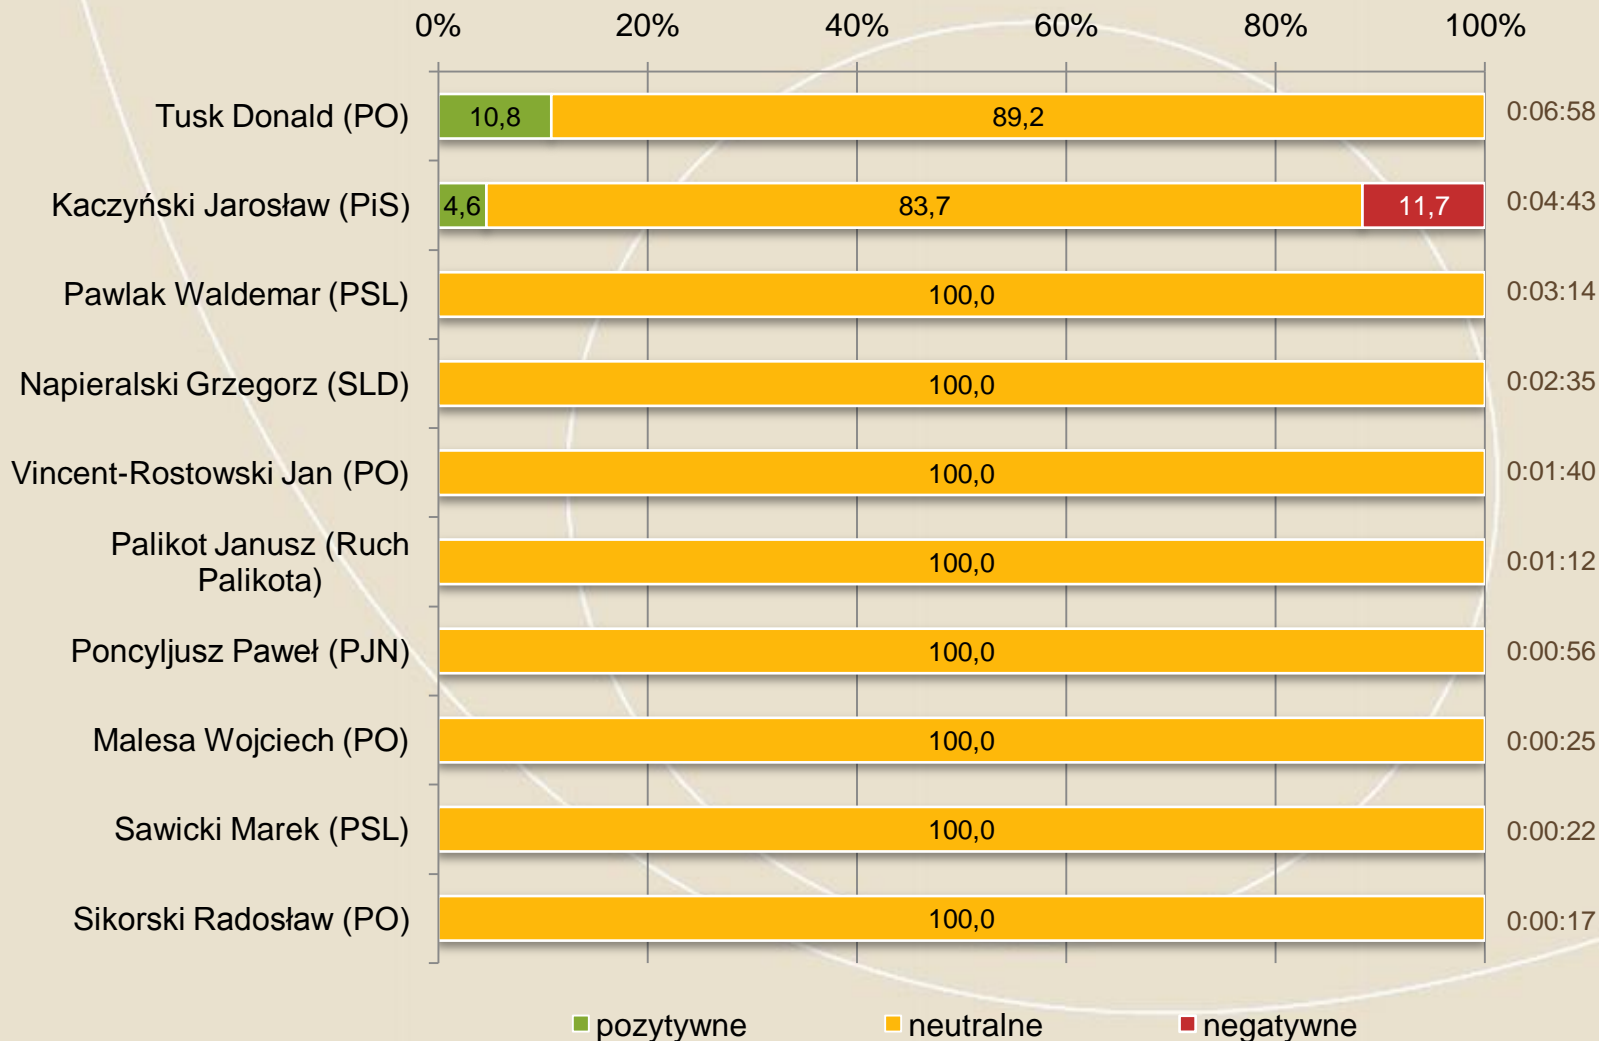 0% 20% 40% 60% 80% 100%
Tusk Donald (PO) 10,8 89,2 0:06:58
Kaczyński Jarosław (PiS) 4,6 83,7 11,7 0:04:43
Pawlak Waldemar (PSL) 100,0 0:03:14
Napieralski Grzegorz (SLD) 100,0 0:02:35
Vincent-Rostowski Jan (PO) 100,0 0:01:40
Palikot Janusz (Ruch
Palikota) 100,0 0:01:12
Poncyljusz Paweł (PJN) 100,0 0:00:56
Malesa Wojciech (PO) 100,0 0:00:25
Sawicki Marek (PSL) 100,0 0:00:22
Sikorski Radosław (PO) 100,0 0:00:17
pozytywne neutralne negatywne